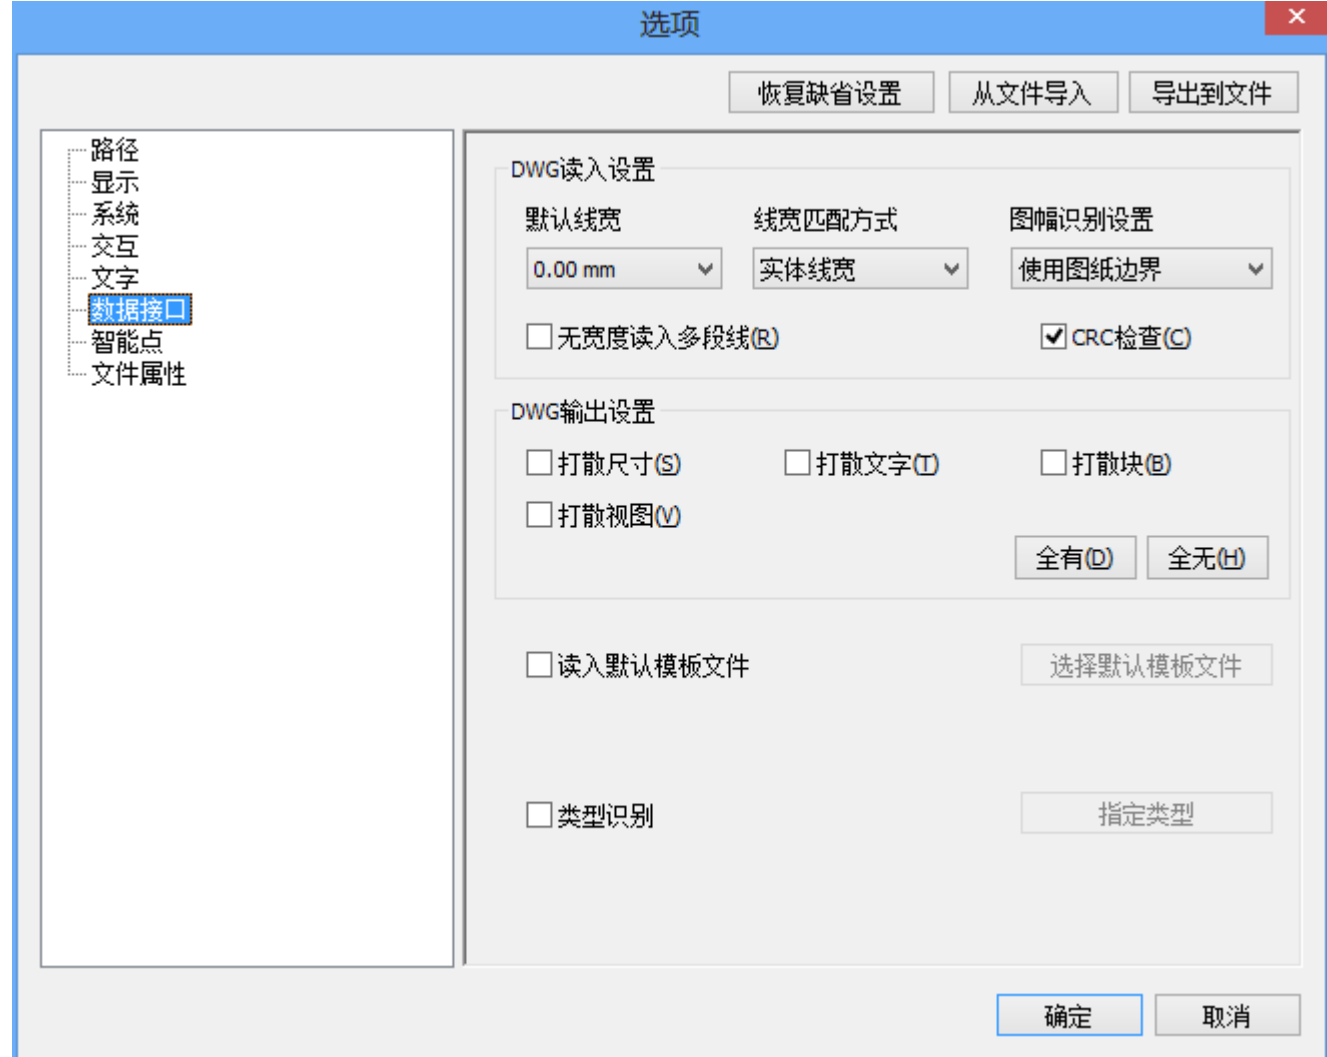 选项
恢复缺省设置 从文件导入 导出到文件
路径
显示
系统
交互
文字
数据接口
智能点
文件属性
DWG读入设置
默认线宽 线宽匹配方式 图幅识别设置
0.00 mm 实体线宽 使用图纸边界
无宽度读入多段线(R) CRC检查(C)
DWG输出设置
打散尺寸(S) 打散文字(T) 打散块(B)
打散视图(V)
全有(D) 全无(H)
读入默认模板文件 选择默认模板文件
类型识别 指定类型
确定 取消